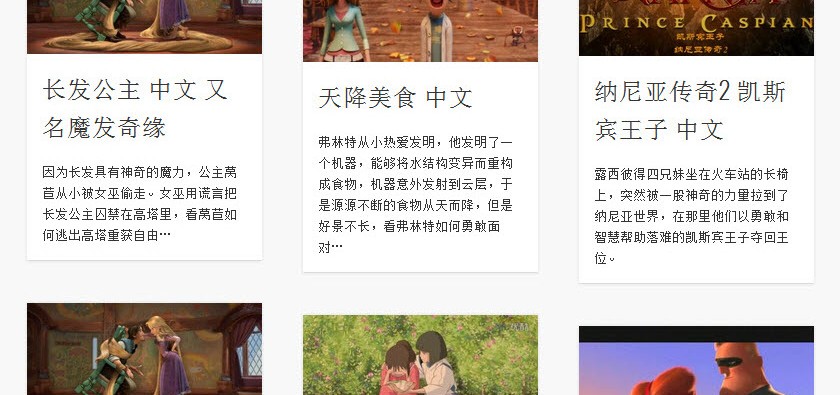 长发公主 中文 又
名魔发奇缘
因为长发具有神奇的魔力，公主莴
苣从小被女巫偷走。女巫用谎言把
长发公主囚禁在高塔里，看莴苣如
何逃出高塔重获自由…
天降美食 中文
弗林特从小热爱发明，他发明了一
个机器，能够将水结构变异而重构
成食物，机器意外发射到云层，于
是源源不断的食物从天而降，但是
好景不长，看弗林特如何勇敢面
对…
PRINCE CASPIAN
凯斯宾王子
纳尼亚传奇2
纳尼亚传奇2 凯斯
宾王子 中文
露西彼得四兄妹坐在火车站的长椅
上，突然被一股神奇的力量拉到了
纳尼亚世界，在那里他们以勇敢和
智慧帮助落难的凯斯宾王子夺回王
位。